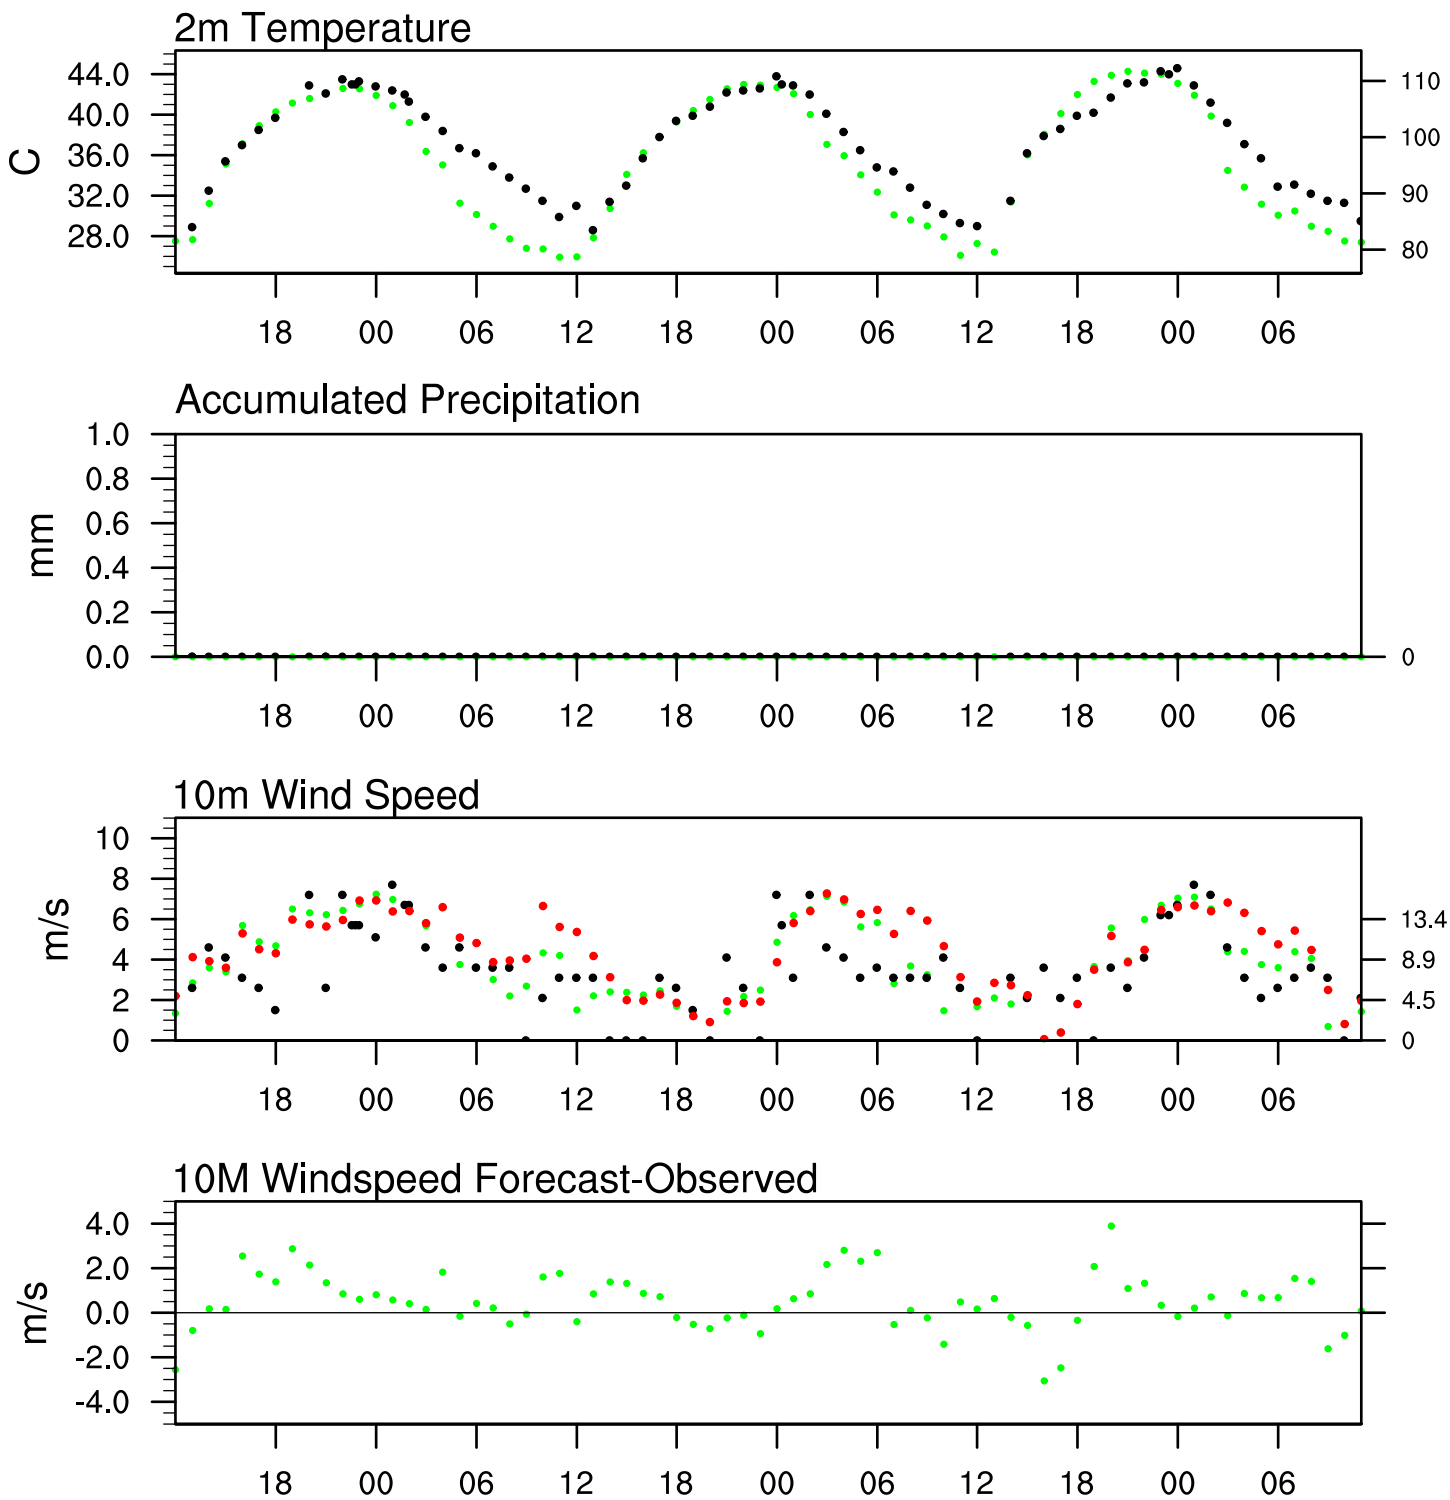 2m Temperature
44.0
40.0
36.0
32.0
28.0
C
110
100
90
80
18 00 06 12 18 00 06 12 18 00 06
Accumulated Precipitation
1.0
0.8
0.6
0.4
0.2
0.0
mm
0
18 00 06 12 18 00 06 12 18 00 06
10m Wind Speed
10
8
6
4
2
0
m/s
13.4
8.9
4.5
0
18 00 06 12 18 00 06 12 18 00 06
10M Windspeed Forecast-Observed
4.0
2.0
0.0
-2.0
-4.0
m/s
18 00 06 12 18 00 06 12 18 00 06